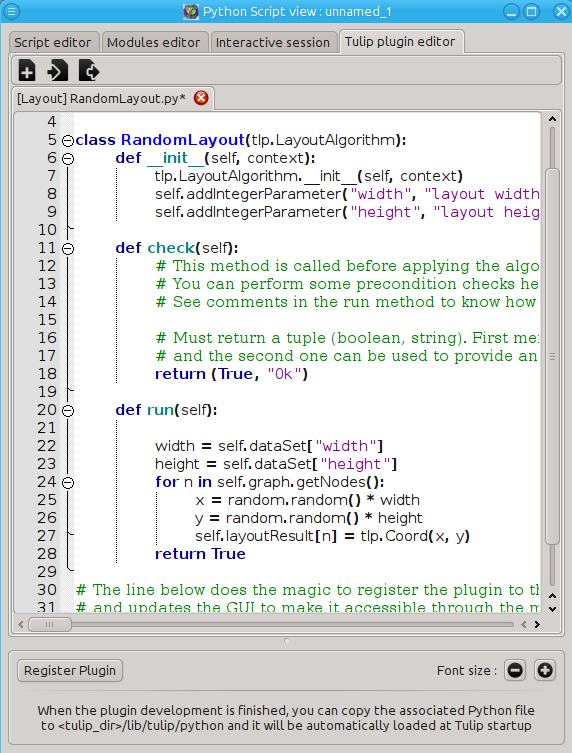 Python Script view : unnamed_1
Script editor Modules editor Interactive session Tulip plugin editor
[Layout] RandomLayout.py*
4
5 class RandomLayout(tlp.LayoutAlgorithm):
6 def __init__(self, context):
7 tlp.LayoutAlgorithm.__init__(self, context)
8 self.addIntegerParameter("width", "layout width
9 self.addIntegerParameter("height", "layout heig
10
11 def check(self):
12 # This method is called before applying the algo
13 # You can perform some precondition checks he
14 # See comments in the run method to know how
15
16 # Must return a tuple (boolean, string). First me
17 # and the second one can be used to provide an
18 return (True, "Ok")
19
20 def run(self):
21
22 width = self.dataSet["width"]
23 height = self.dataSet["height"]
24 for n in self.graph.getNodes():
25 x = random.random() * width
26 y = random.random() * height
27 self.layoutResult[n] = tlp.Coord(x, y)
28 return True
29
30 # The line below does the magic to register the plugin to th
31 # and updates the GUI to make it accessible through the m
Register Plugin Font size :
When the plugin development is finished, you can copy the associated Python file
to <tulip_dir>/lib/tulip/python and it will be automatically loaded at Tulip startup